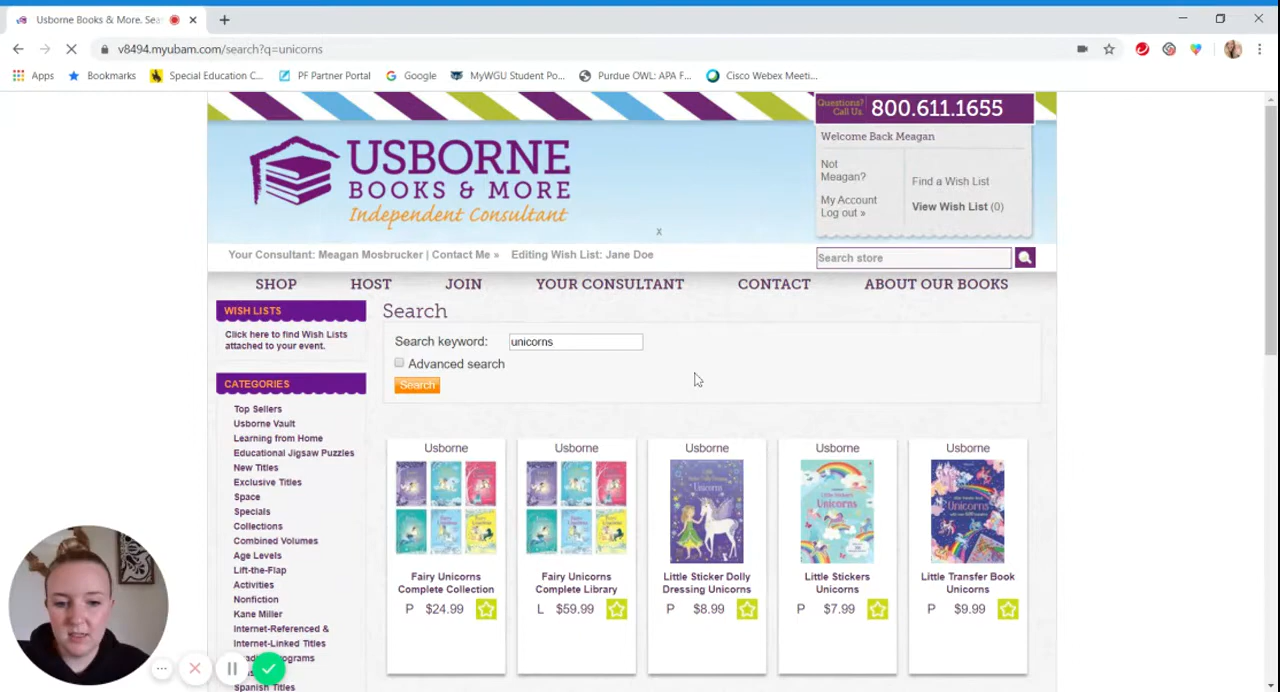 Usborne Books & More. Sea
v8494.myubam.com/search?q=unicorns
Apps
Bookmarks
Special Education C...
PF Partner Portal
Google
MyWGU Student Po...
Purdue OWL: APA F...
Cisco Webex Meeti...
Questions?
Call Us.
800.611.1655
Welcome Back Meagan
Not
Meagan?
My Account
Log out »
Find a Wish List
View Wish List (0)
USBORNE
BOOKS & MORE
Independent Consultant
x
Your Consultant: Meagan Mosbrucker | Contact Me »
Editing Wish List: Jane Doe
Search store
SHOP
HOST
JOIN
YOUR CONSULTANT
CONTACT
ABOUT OUR BOOKS
WISH LISTS
Click here to find Wish Lists
attached to your event.
CATEGORIES
Top Sellers
Usborne Vault
Learning from Home
Educational Jigsaw Puzzles
New Titles
Exclusive Titles
Space
Specials
Collections
Combined Volumes
Age Levels
Lift-the-Flap
Activities
Nonfiction
Kane Miller
Internet-Referenced &
Internet-Linked Titles
Spanish Titles
Search
Search keyword:
unicorns
Advanced search
Search
Usborne
Fairy Unicorns
Complete Collection
P $24.99
Usborne
Fairy Unicorns
Complete Library
L $59.99
Usborne
Unicorns
Little Sticker Dolly
Dressing Unicorns
P $8.99
Usborne
Little Stickers
Unicorns
Little Stickers
Unicorns
P $7.99
Usborne
Unicorns
Little Transfer Book
Unicorns
P $9.99